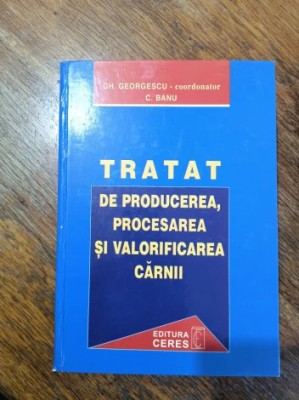 GH. GEORGESCU - coordonator
C. BANU
TRATAT
DE PRODUCEREA,
PROCESAREA
ȘI VALORIFICAREA
CĂRNII
EDITURA
CERES